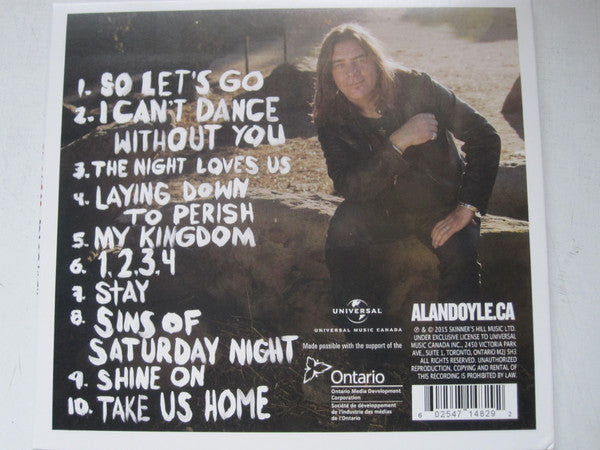 1. SO LET'S GO
2. I CAN'T DANCE
WITHOUT YOU
3. THE NIGHT LOVES US
4. LAYING DOWN
TO PERISH
5. MY KINGDOM
6. 1,2,3,4
7. STAY
8. SINS OF
SATURDAY NIGHT
9. SHINE ON
10. TAKE US HOME
UNIVERSAL
UNIVERSAL MUSIC CANADA
Made possible with the support of the
Ontario
Ontario Media Development
Corporation
Société de développement
de l'industrie des médias
de l'Ontario
ALANDOYLE.CA
℗ & © 2015 SKINNER'S HILL MUSIC LTD.
UNDER EXCLUSIVE LICENSE TO UNIVERSAL
MUSIC CANADA INC., 2450 VICTORIA PARK
AVE., SUITE 1, TORONTO, ONTARIO M2J 5H3
ALL RIGHTS RESERVED. UNAUTHORIZED
REPRODUCTION, COPYING AND RENTAL OF
THIS RECORDING IS PROHIBITED BY LAW.
6 02547 14829 2